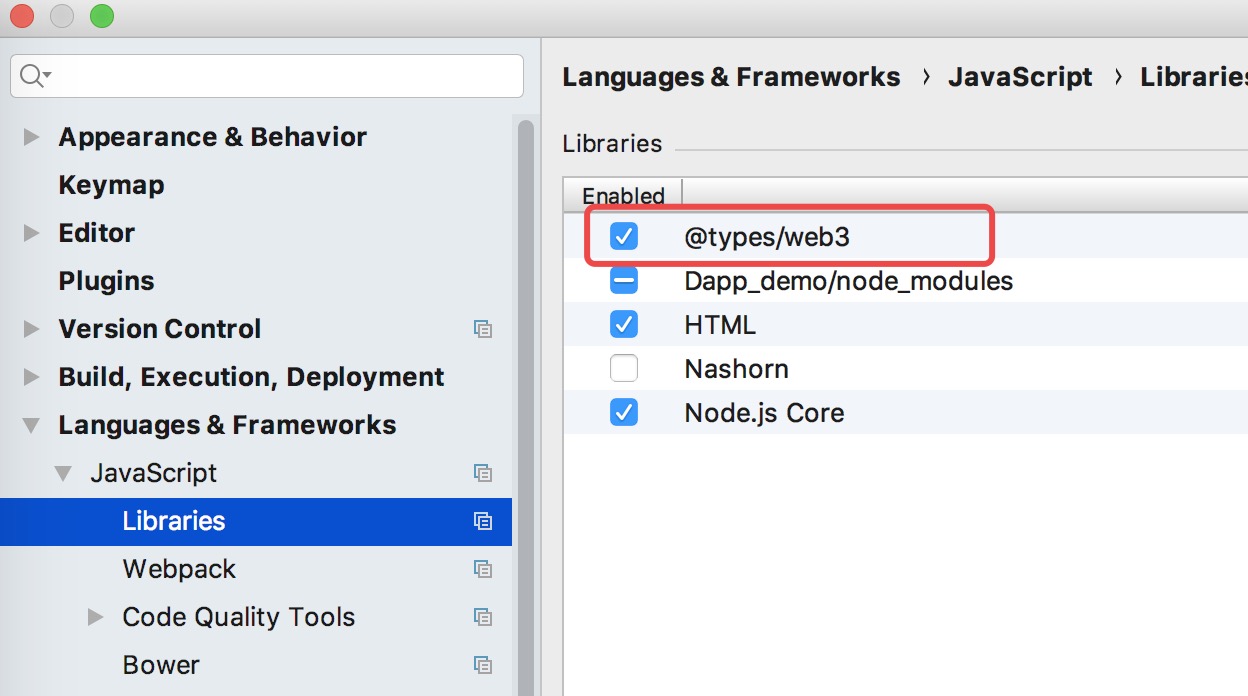 Languages & Frameworks › JavaScript › Libraries
Appearance & Behavior
Keymap
Editor
Plugins
Version Control
Build, Execution, Deployment
Languages & Frameworks
JavaScript
Libraries
Webpack
Code Quality Tools
Bower
Libraries
Enabled
@types/web3
Dapp_demo/node_modules
HTML
Nashorn
Node.js Core